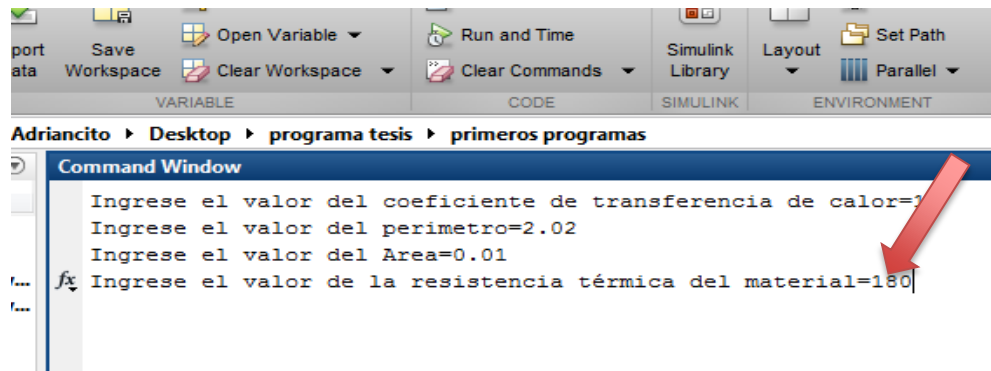 port
Save
Open Variable
Run and Time
Simulink
Layout
Set Path
ata
Workspace
Clear Workspace
Clear Commands
Library
Parallel
VARIABLE
CODE
SIMULINK
ENVIRONMENT
Adriancito ▸ Desktop ▸ programa tesis ▸ primeros programas
Command Window
Ingrese el valor del coeficiente de transferencia de calor=
Ingrese el valor del perimetro=2.02
Ingrese el valor del Area=0.01
fx Ingrese el valor de la resistencia térmica del material=180